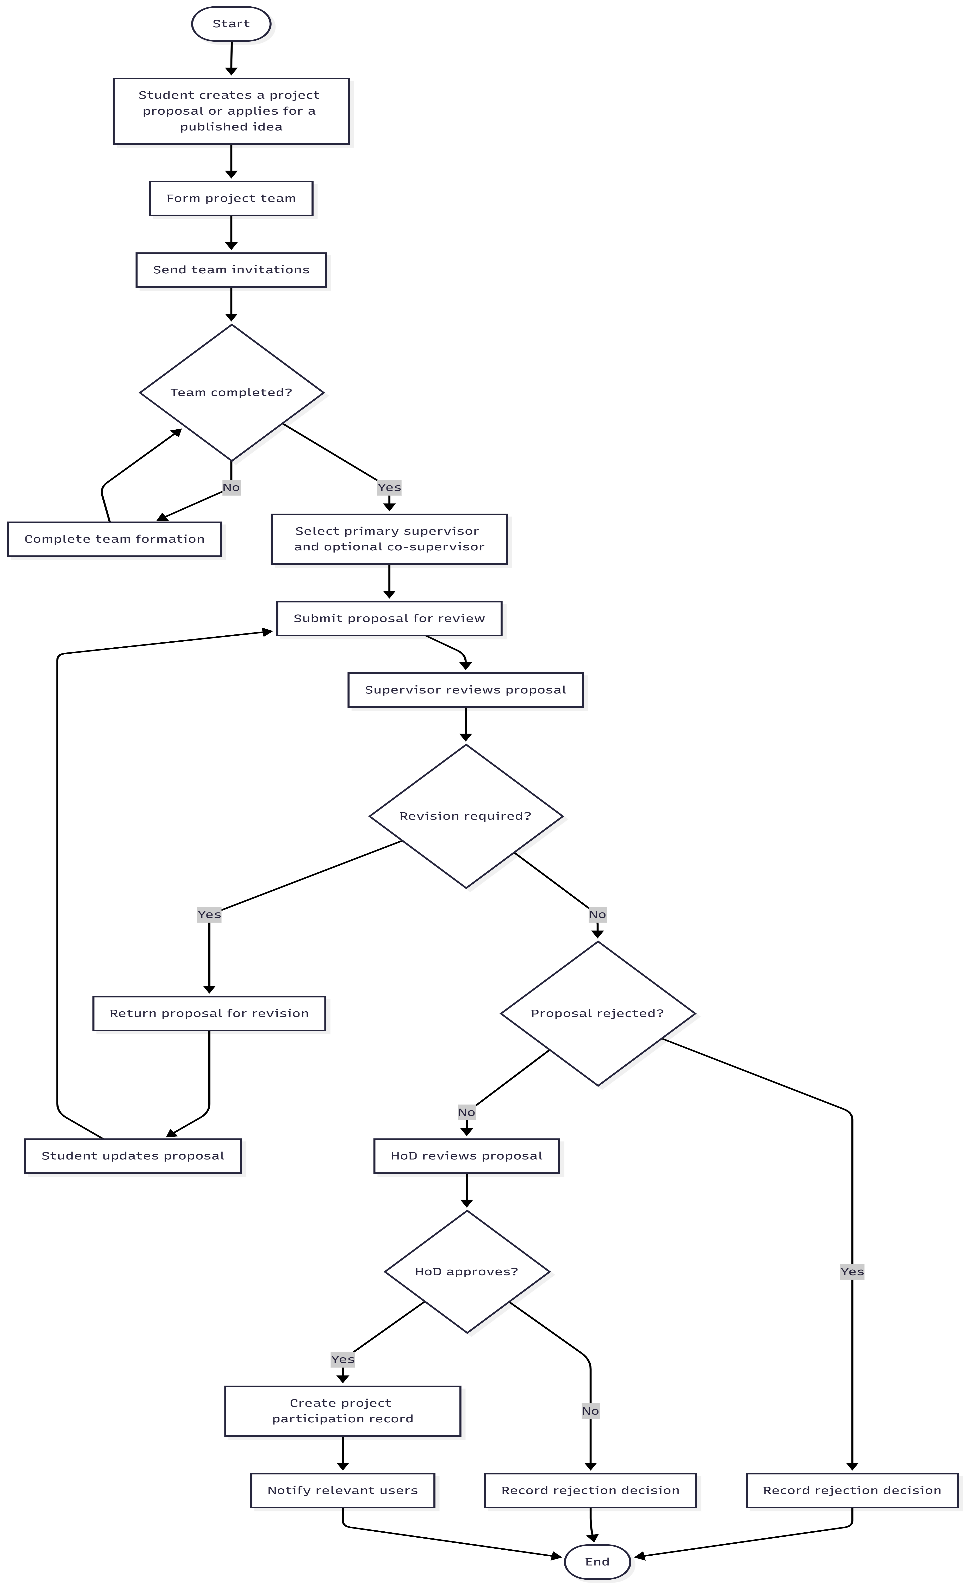 Start
Student creates a project
proposal or applies for a
published idea
Form project team
Send team invitations
Team completed?
No
Yes
Complete team formation
Select primary supervisor
and optional co-supervisor
Submit proposal for review
Supervisor reviews proposal
Revision required?
Yes
No
Return proposal for revision
Proposal rejected?
No
Student updates proposal
HoD reviews proposal
HoD approves?
Yes
Yes
No
Create project
participation record
Notify relevant users
Record rejection decision
Record rejection decision
End